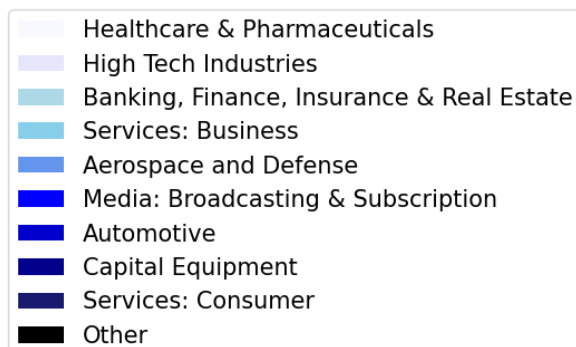 Healthcare & Pharmaceuticals
High Tech Industries
Banking, Finance, Insurance & Real Estate
Services: Business
Aerospace and Defense
Media: Broadcasting & Subscription
Automotive
Capital Equipment
Services: Consumer
Other